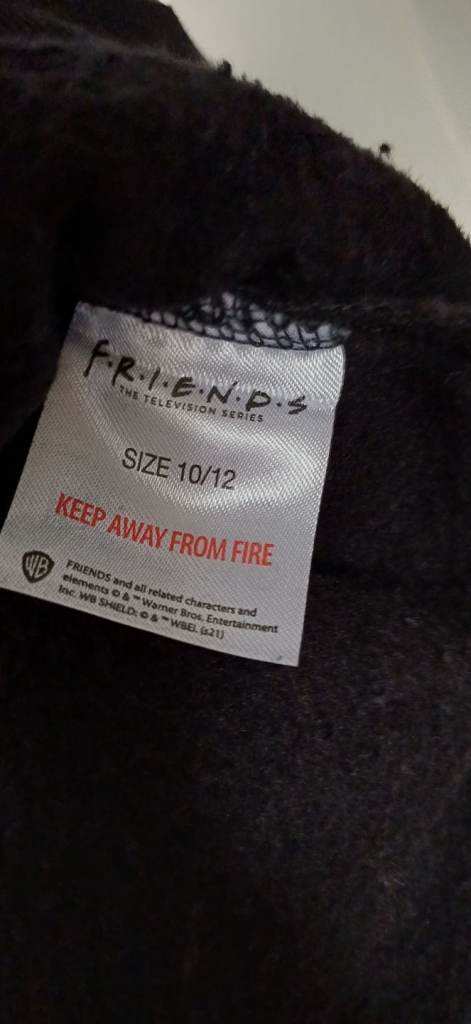 F·R·I·E·N·D·S
THE TELEVISION SERIES
SIZE 10/12
KEEP AWAY FROM FIRE
WB
FRIENDS and all related characters and
elements © & ™ Warner Bros. Entertainment
Inc. WB SHIELD: © & ™ WBEI. (s21)